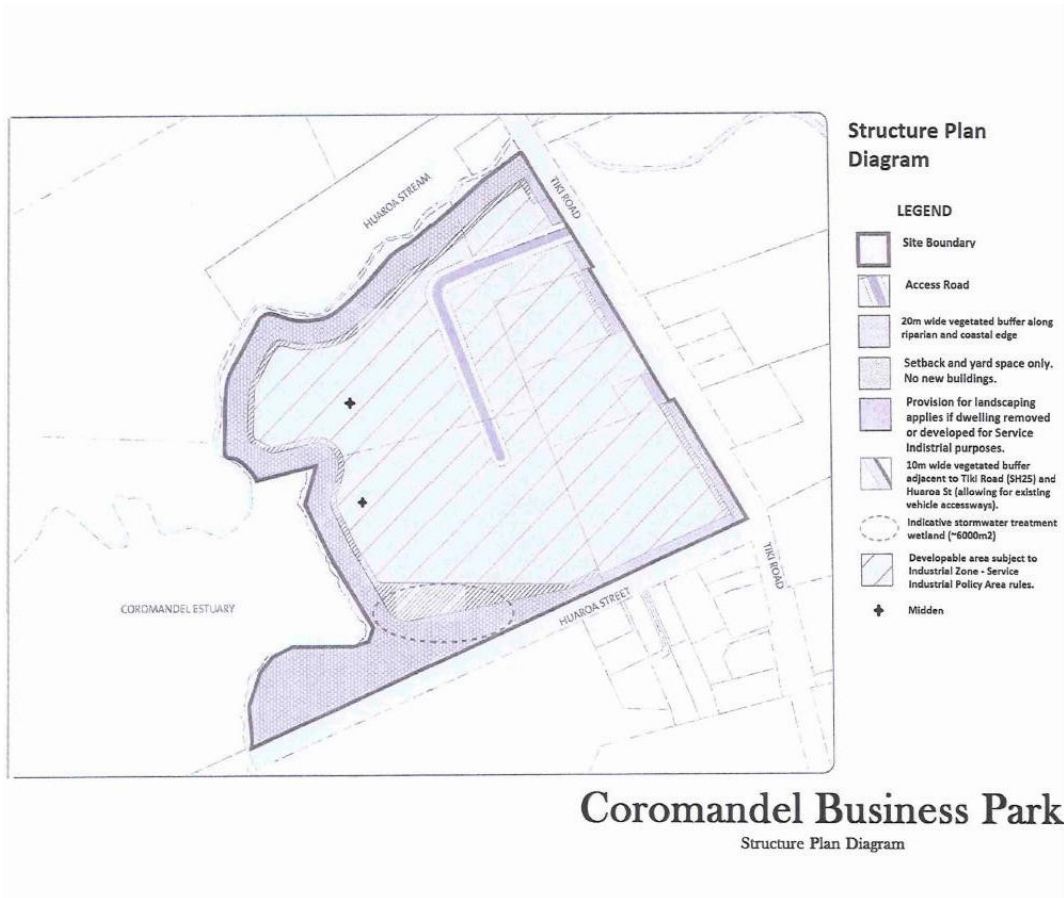 Structure Plan
Diagram
LEGEND
Site Boundary
Access Road
20m wide vegetated buffer along
riparian and coastal edge
Setback and yard space only.
No new buildings.
Provision for landscaping
applies if dwelling removed
or developed for Service
Indistrial purposes.
10m wide vegetated buffer
adjacent to Tiki Road (SH25) and
Huaroa St (allowing for existing
vehicle accessways).
Indicative stormwater treatment
wetland (~6000m2)
Developable area subject to
Industrial Zone - Service
Industrial Policy Area rules.
Midden
HUAROA STREAM
TIKI ROAD
TIKI ROAD
HUAROA STREET
COROMANDEL ESTUARY
Coromandel Business Park
Structure Plan Diagram